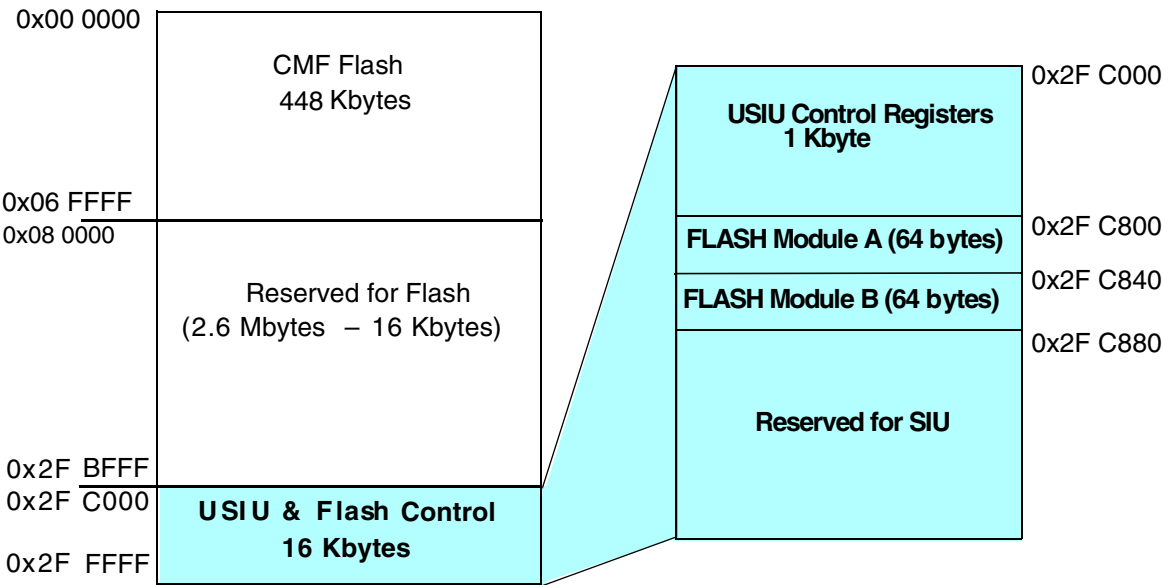 0x00 0000
CMF Flash
448 Kbytes
0x06 FFFF
0x08 0000
Reserved for Flash
(2.6 Mbytes – 16 Kbytes)
0x2F BFFF
0x2F C000
USIU & Flash Control
16 Kbytes
0x2F FFFF
0x2F C000
USIU Control Registers
1 Kbyte
0x2F C800
FLASH Module A (64 bytes)
0x2F C840
FLASH Module B (64 bytes)
0x2F C880
Reserved for SIU